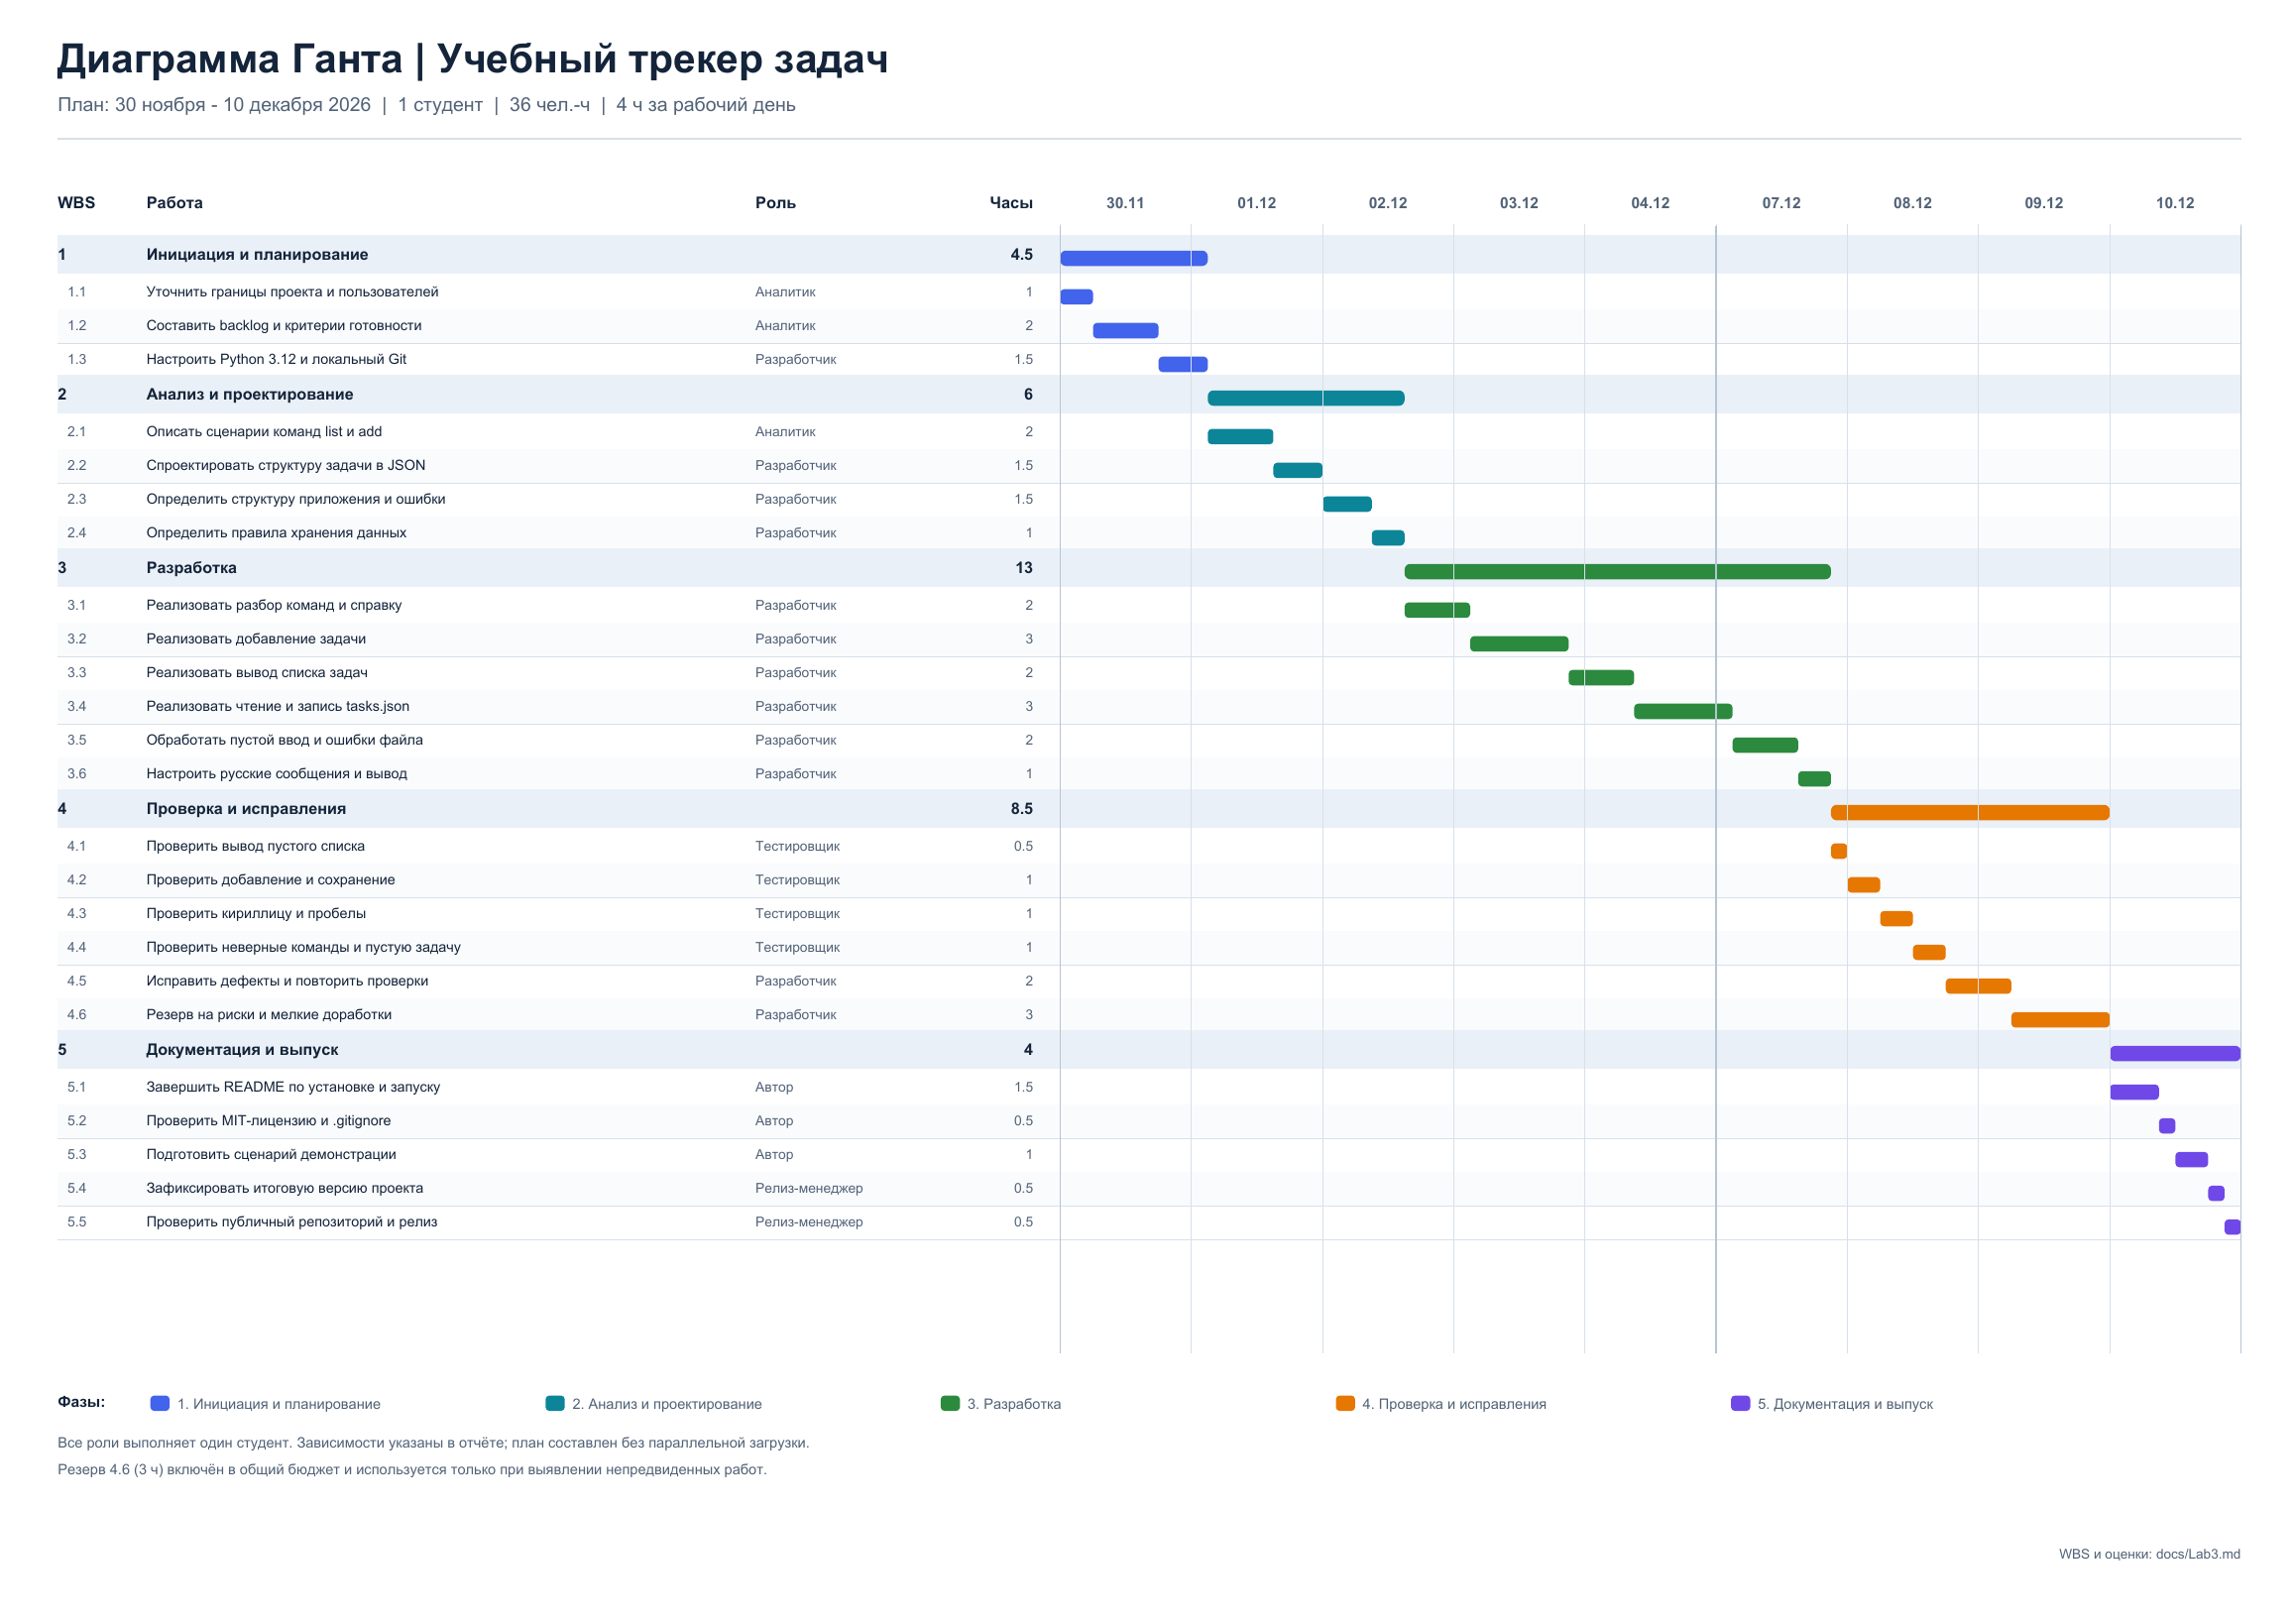 Диаграмма Ганта | Учебный трекер задач
План: 30 ноября - 10 декабря 2026 | 1 студент | 36 чел.-ч | 4 ч за рабочий день
WBS Работа Роль Часы 30.11 01.12 02.12 03.12 04.12 07.12 08.12 09.12 10.12
1 Инициация и планирование 4.5
1.1 Уточнить границы проекта и пользователей Аналитик 1
1.2 Составить backlog и критерии готовности Аналитик 2
1.3 Настроить Python 3.12 и локальный Git Разработчик 1.5
2 Анализ и проектирование 6
2.1 Описать сценарии команд list и add Аналитик 2
2.2 Спроектировать структуру задачи в JSON Разработчик 1.5
2.3 Определить структуру приложения и ошибки Разработчик 1.5
2.4 Определить правила хранения данных Разработчик 1
3 Разработка 13
3.1 Реализовать разбор команд и справку Разработчик 2
3.2 Реализовать добавление задачи Разработчик 3
3.3 Реализовать вывод списка задач Разработчик 2
3.4 Реализовать чтение и запись tasks.json Разработчик 3
3.5 Обработать пустой ввод и ошибки файла Разработчик 2
3.6 Настроить русские сообщения и вывод Разработчик 1
4 Проверка и исправления 8.5
4.1 Проверить вывод пустого списка Тестировщик 0.5
4.2 Проверить добавление и сохранение Тестировщик 1
4.3 Проверить кириллицу и пробелы Тестировщик 1
4.4 Проверить неверные команды и пустую задачу Тестировщик 1
4.5 Исправить дефекты и повторить проверки Разработчик 2
4.6 Резерв на риски и мелкие доработки Разработчик 3
5 Документация и выпуск 4
5.1 Завершить README по установке и запуску Автор 1.5
5.2 Проверить MIT-лицензию и .gitignore Автор 0.5
5.3 Подготовить сценарий демонстрации Автор 1
5.4 Зафиксировать итоговую версию проекта Релиз-менеджер 0.5
5.5 Проверить публичный репозиторий и релиз Релиз-менеджер 0.5
Фазы: 1. Инициация и планирование 2. Анализ и проектирование 3. Разработка 4. Проверка и исправления 5. Документация и выпуск
Все роли выполняет один студент. Зависимости указаны в отчёте; план составлен без параллельной загрузки.
Резерв 4.6 (3 ч) включён в общий бюджет и используется только при выявлении непредвиденных работ.
WBS и оценки: docs/Lab3.md